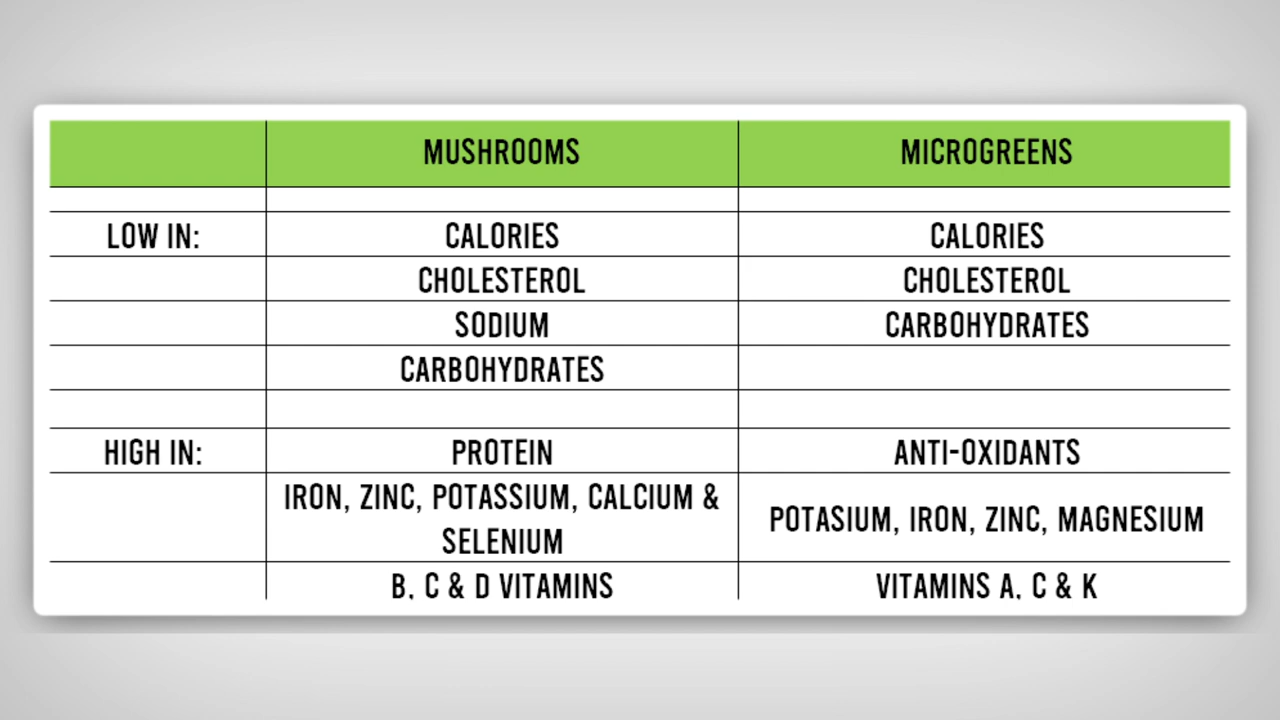 MUSHROOMS MICROGREENS
LOW IN: CALORIES CALORIES
CHOLESTEROL CHOLESTEROL
SODIUM CARBOHYDRATES
CARBOHYDRATES
HIGH IN: PROTEIN ANTI-OXIDANTS
IRON, ZINC, POTASSIUM, CALCIUM &
SELENIUM
POTASIUM, IRON, ZINC, MAGNESIUM
B, C & D VITAMINS VITAMINS A, C & K